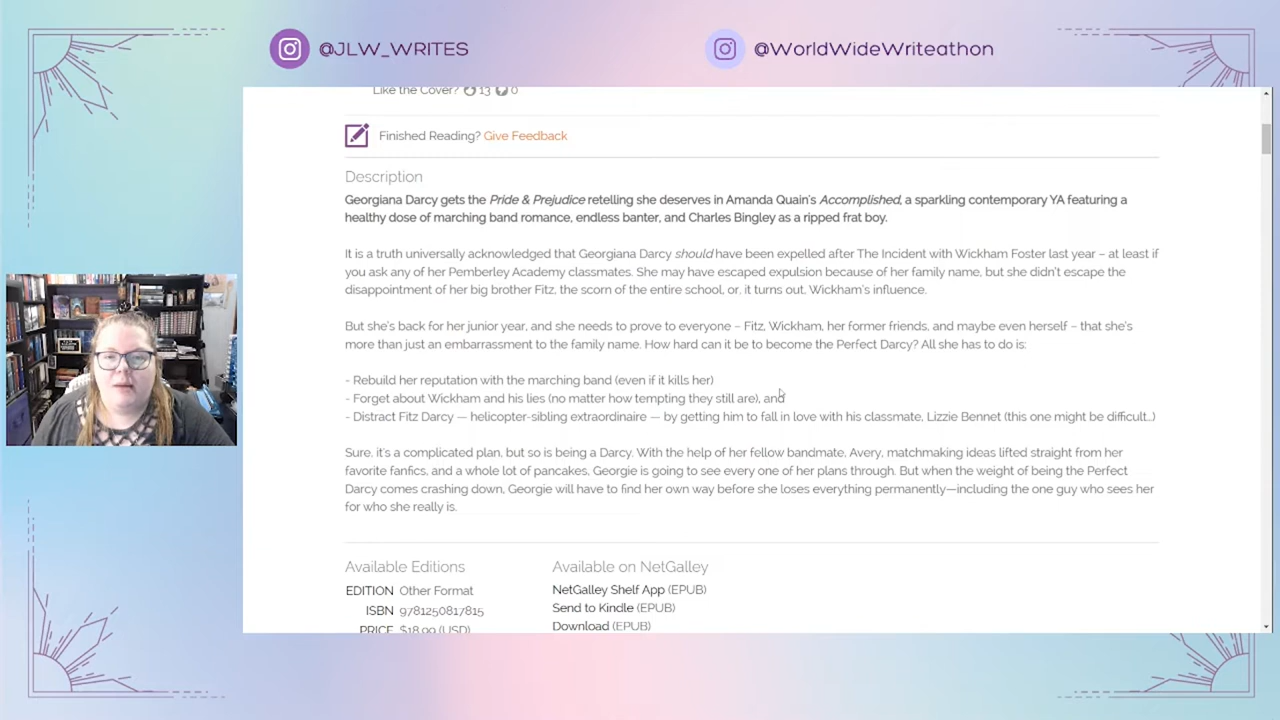 @JLW_WRITES
@WorldWideWriteathon
Like the Cover? 13 0
Finished Reading? Give Feedback
Description
Georgiana Darcy gets the Pride & Prejudice retelling she deserves in Amanda Quain's Accomplished, a sparkling contemporary YA featuring a
healthy dose of marching band romance, endless banter, and Charles Bingley as a ripped frat boy.
It is a truth universally acknowledged that Georgiana Darcy should have been expelled after The Incident with Wickham Foster last year – at least if
you ask any of her Pemberley Academy classmates. She may have escaped expulsion because of her family name, but she didn't escape the
disappointment of her big brother Fitz, the scorn of the entire school, or, it turns out, Wickham's influence.
But she's back for her junior year, and she needs to prove to everyone – Fitz, Wickham, her former friends, and maybe even herself – that she's
more than just an embarrassment to the family name. How hard can it be to become the Perfect Darcy? All she has to do is:
- Rebuild her reputation with the marching band (even if it kills her)
- Forget about Wickham and his lies (no matter how tempting they still are), and
- Distract Fitz Darcy — helicopter-sibling extraordinaire — by getting him to fall in love with his classmate, Lizzie Bennet (this one might be difficult...)
Sure, it's a complicated plan, but so is being a Darcy. With the help of her fellow bandmate, Avery, matchmaking ideas lifted straight from her
favorite fanfics, and a whole lot of pancakes, Georgie is going to see every one of her plans through. But when the weight of being the Perfect
Darcy comes crashing down, Georgie will have to find her own way before she loses everything permanently—including the one guy who sees her
for who she really is.
Available Editions
EDITION Other Format
ISBN 9781250817815
PRICE $18.99 (USD)
Available on NetGalley
NetGalley Shelf App (EPUB)
Send to Kindle (EPUB)
Download (EPUB)